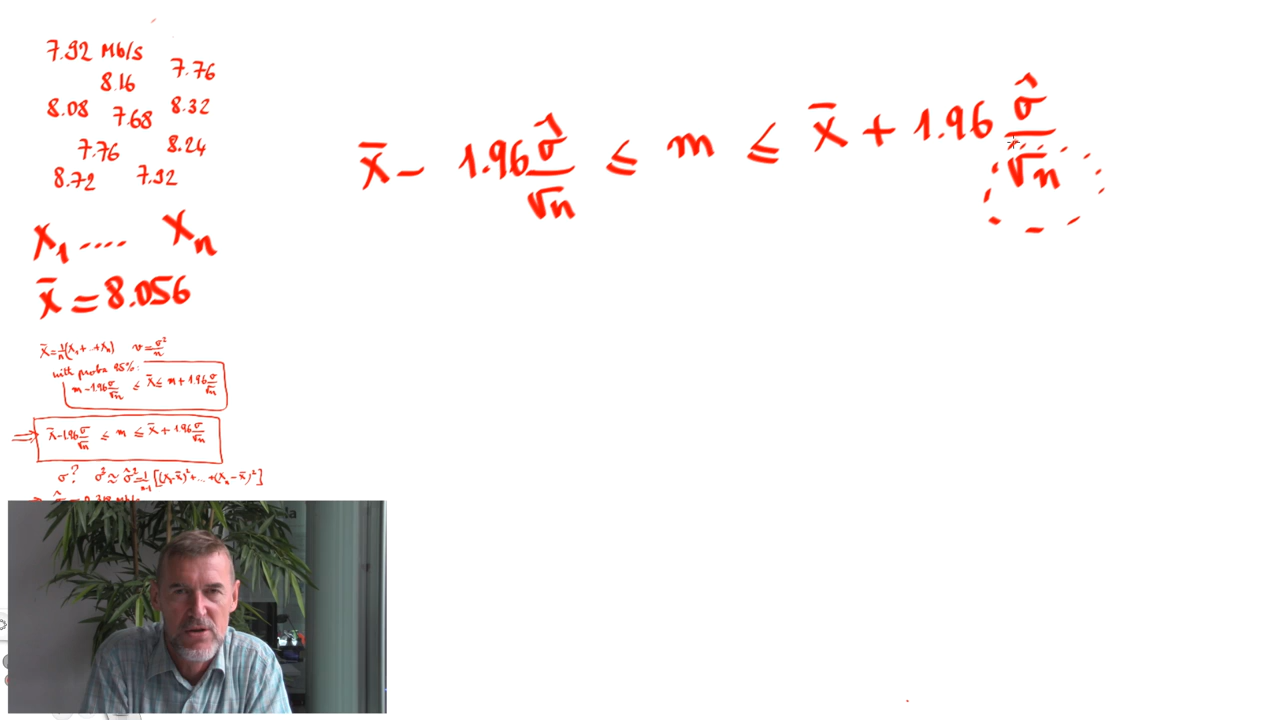 7.92 Mb/s
8.16 7.76
8.08 7.68 8.32
7.76 8.24
8.72 7.92
X₁ .... Xₙ
x̄ = 8.056
x̄ = 1/n (X₁ + ... + Xₙ) v = σ²/n
with proba 95%:
m - 1.96 σ/√n ≤ x̄ ≤ m + 1.96 σ/√n
⇒ x̄ - 1.96 σ/√n ≤ m ≤ x̄ + 1.96 σ/√n
σ? σ² ≈ σ̂² = 1/(n-1) [(X₁-x̄)² + ... + (Xₙ-x̄)²]
x̄ - 1.96 σ̂/√n ≤ m ≤ x̄ + 1.96 σ̂/√n